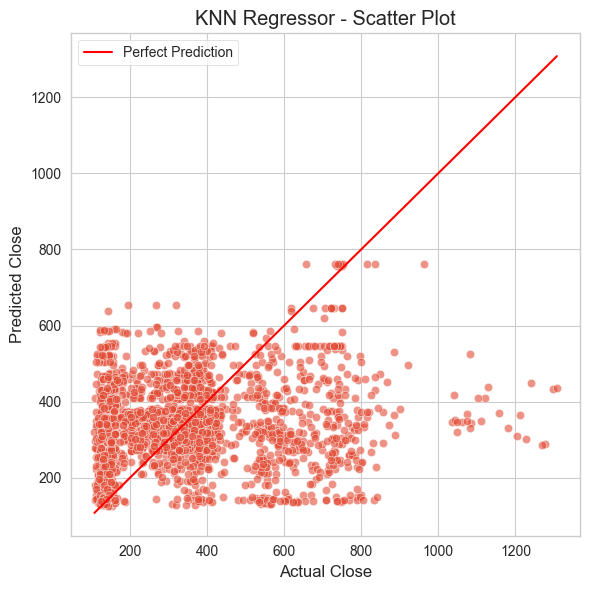 KNN Regressor - Scatter Plot
Perfect Prediction
1200
1000
800
600
400
200
Predicted Close
200 400 600 800 1000 1200
Actual Close